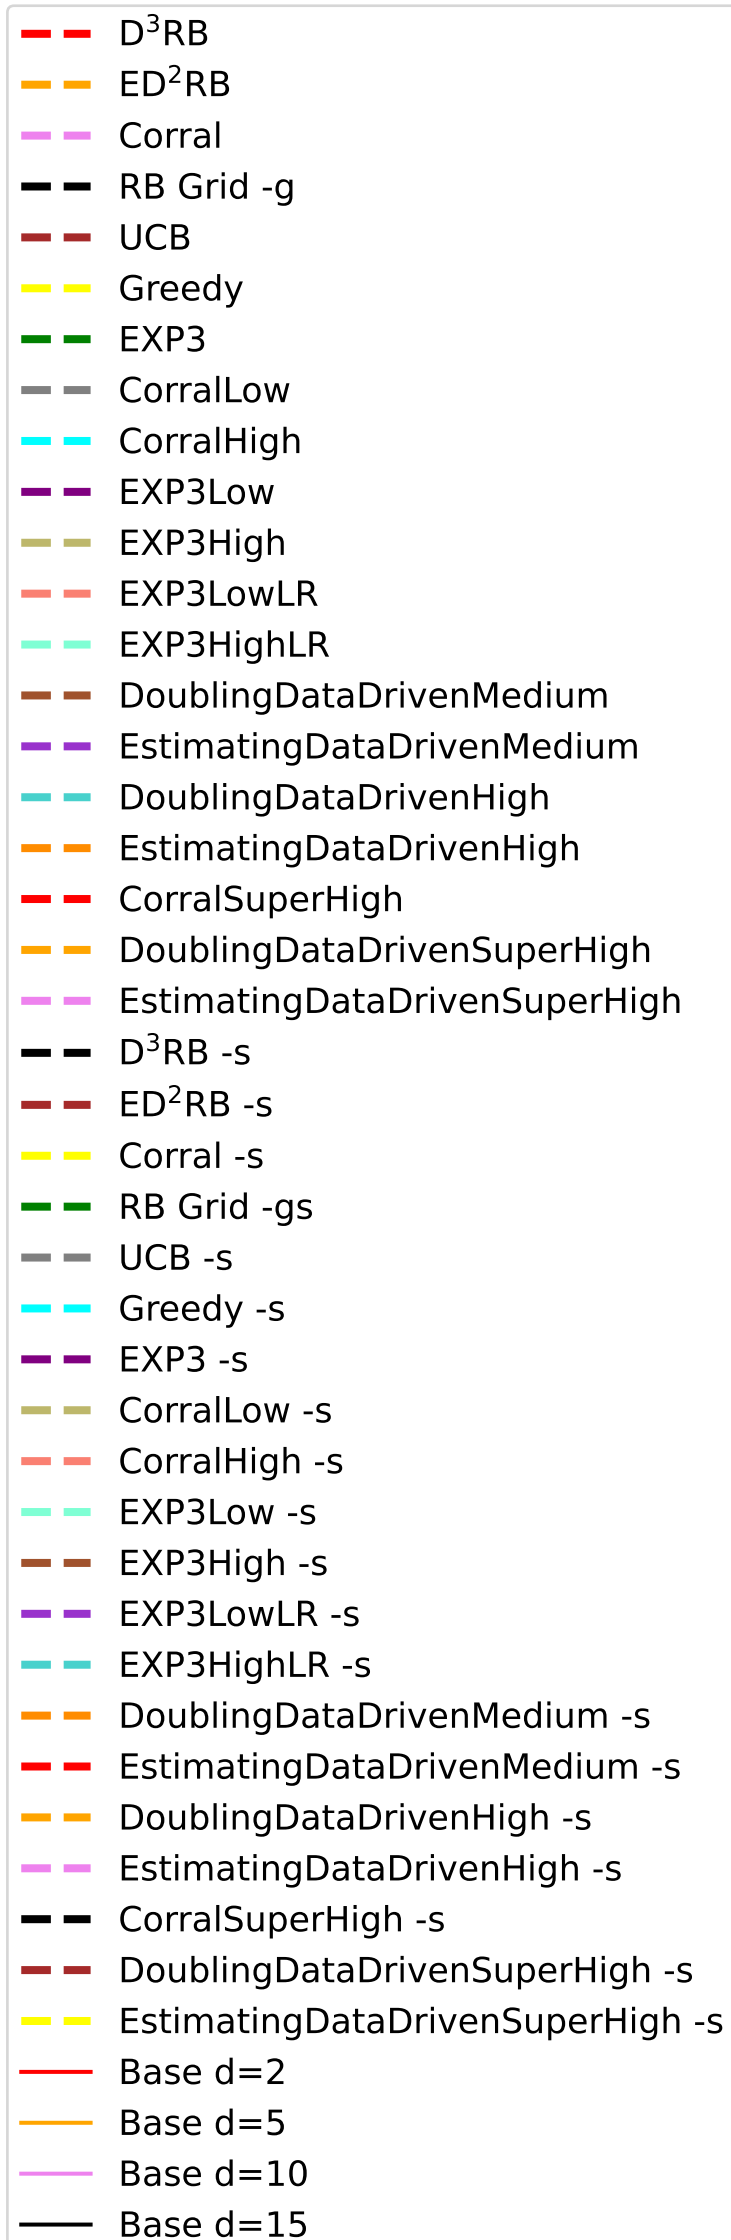 D³RB
ED²RB
Corral
RB Grid -g
UCB
Greedy
EXP3
CorralLow
CorralHigh
EXP3Low
EXP3High
EXP3LowLR
EXP3HighLR
DoublingDataDrivenMedium
EstimatingDataDrivenMedium
DoublingDataDrivenHigh
EstimatingDataDrivenHigh
CorralSuperHigh
DoublingDataDrivenSuperHigh
EstimatingDataDrivenSuperHigh
D³RB -s
ED²RB -s
Corral -s
RB Grid -gs
UCB -s
Greedy -s
EXP3 -s
CorralLow -s
CorralHigh -s
EXP3Low -s
EXP3High -s
EXP3LowLR -s
EXP3HighLR -s
DoublingDataDrivenMedium -s
EstimatingDataDrivenMedium -s
DoublingDataDrivenHigh -s
EstimatingDataDrivenHigh -s
CorralSuperHigh -s
DoublingDataDrivenSuperHigh -s
EstimatingDataDrivenSuperHigh -s
Base d=2
Base d=5
Base d=10
Base d=15